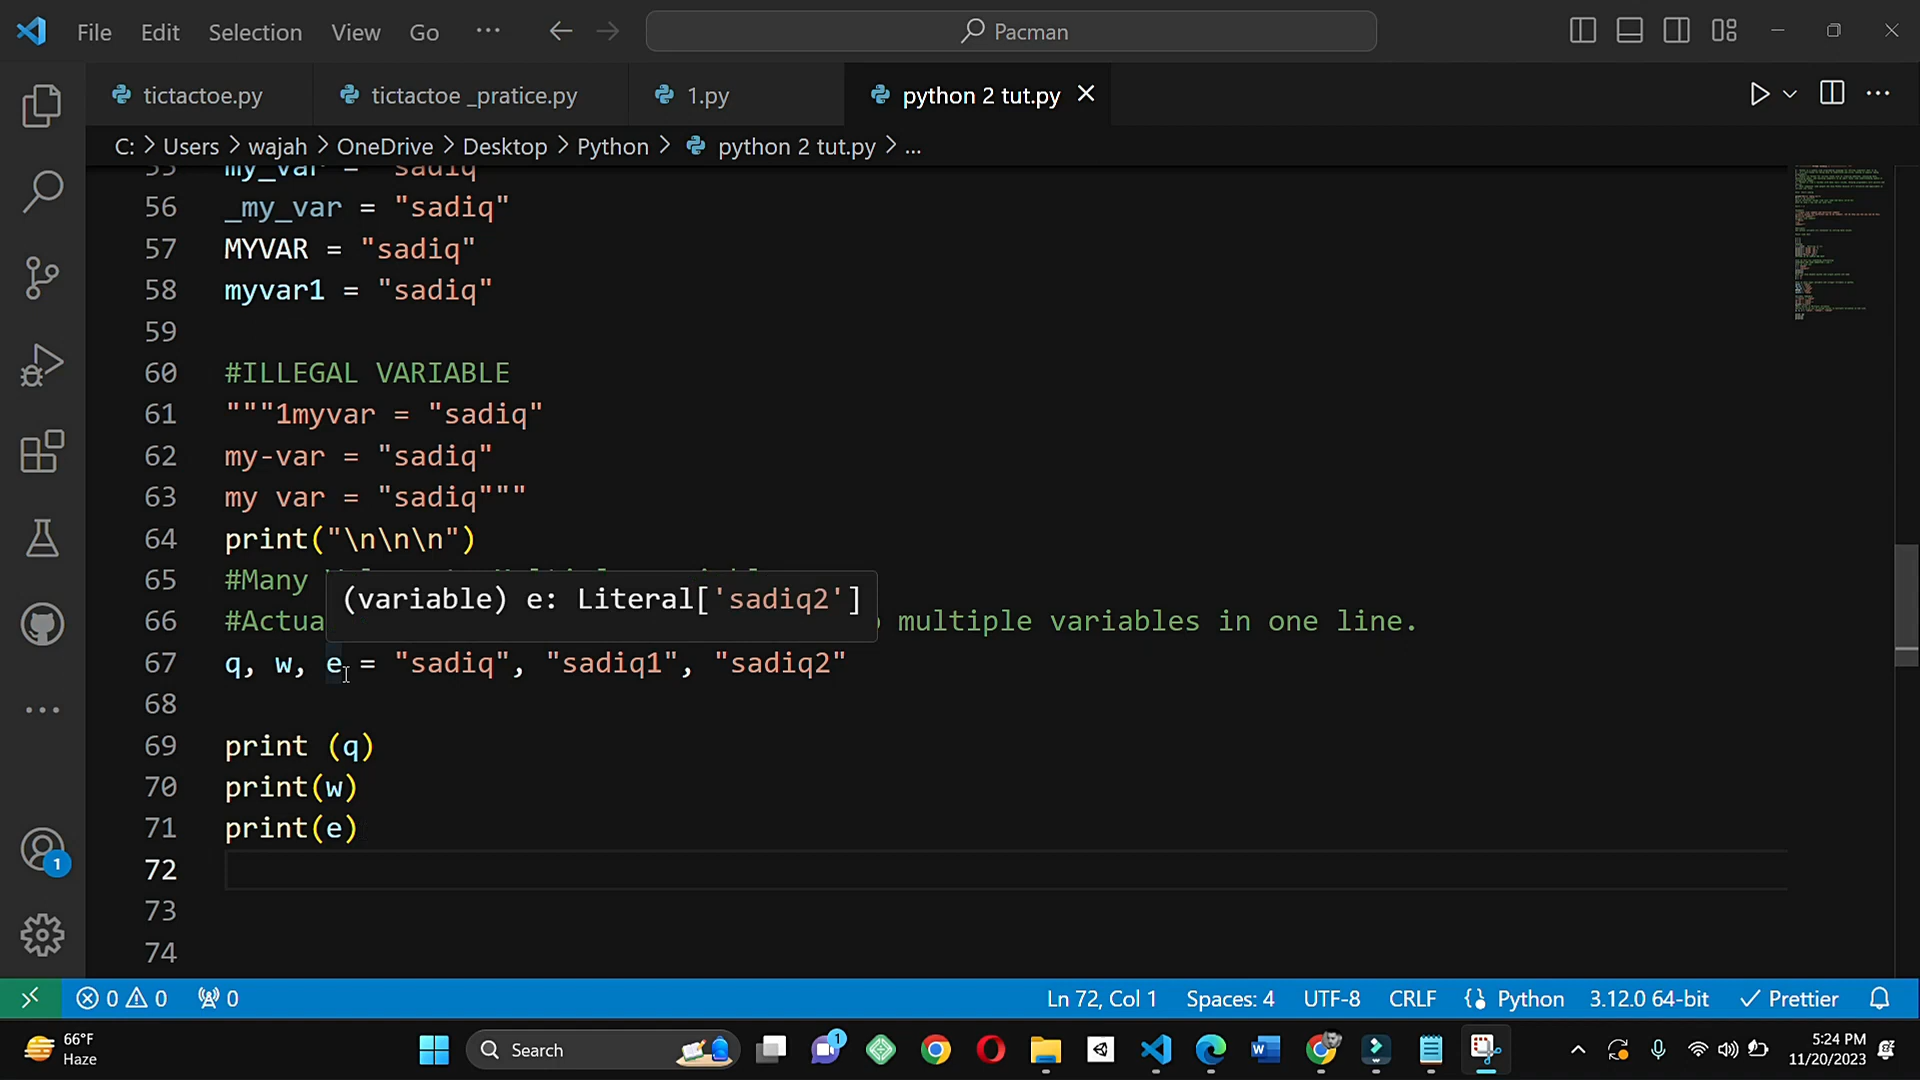 File Edit Selection View Go ... Pacman
tictactoe.py tictactoe _pratice.py 1.py python 2 tut.py
C: > Users > wajah > OneDrive > Desktop > Python > python 2 tut.py > ...
55 my_var = "sadiq"
56 _my_var = "sadiq"
57 MYVAR = "sadiq"
58 myvar1 = "sadiq"
59
60 #ILLEGAL VARIABLE
61 """1myvar = "sadiq"
62 my-var = "sadiq"
63 my var = "sadiq"""
64 print("\n\n\n")
65 #Many
(variable) e: Literal['sadiq2']
66 #Actua multiple variables in one line.
67 q, w, e = "sadiq", "sadiq1", "sadiq2"
68
69 print (q)
70 print(w)
71 print(e)
72
73
74
1
0 0 0 Ln 72, Col 1 Spaces: 4 UTF-8 CRLF Python 3.12.0 64-bit Prettier
66°F
Haze
Search
1
5:24 PM
11/20/2023